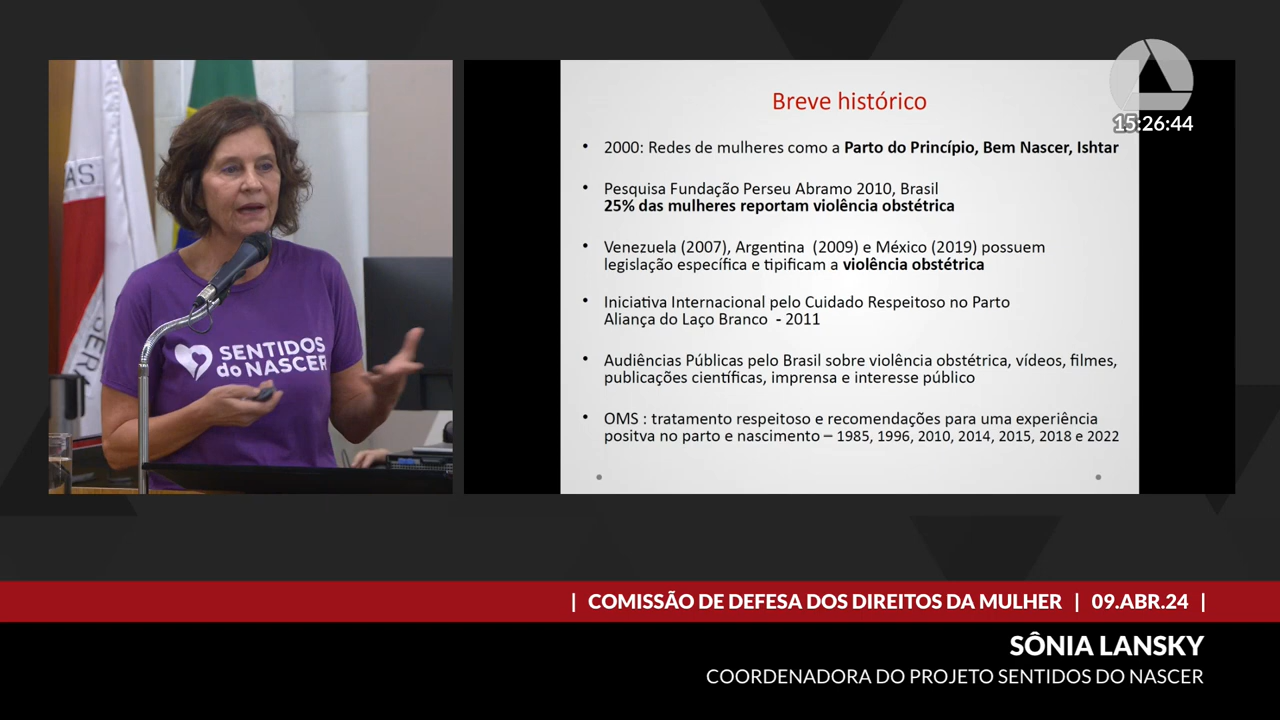 AS
SERA
SENTIDOS
do NASCER
Breve histórico
15:26:44
• 2000: Redes de mulheres como a Parto do Princípio, Bem Nascer, Ishtar
• Pesquisa Fundação Perseu Abramo 2010, Brasil
25% das mulheres reportam violência obstétrica
• Venezuela (2007), Argentina (2009) e México (2019) possuem
legislação específica e tipificam a violência obstétrica
• Iniciativa Internacional pelo Cuidado Respeitoso no Parto
Aliança do Laço Branco - 2011
• Audiências Públicas pelo Brasil sobre violência obstétrica, vídeos, filmes,
publicações científicas, imprensa e interesse público
• OMS : tratamento respeitoso e recomendações para uma experiência
positva no parto e nascimento – 1985, 1996, 2010, 2014, 2015, 2018 e 2022
| COMISSÃO DE DEFESA DOS DIREITOS DA MULHER | 09.ABR.24 |
SÔNIA LANSKY
COORDENADORA DO PROJETO SENTIDOS DO NASCER